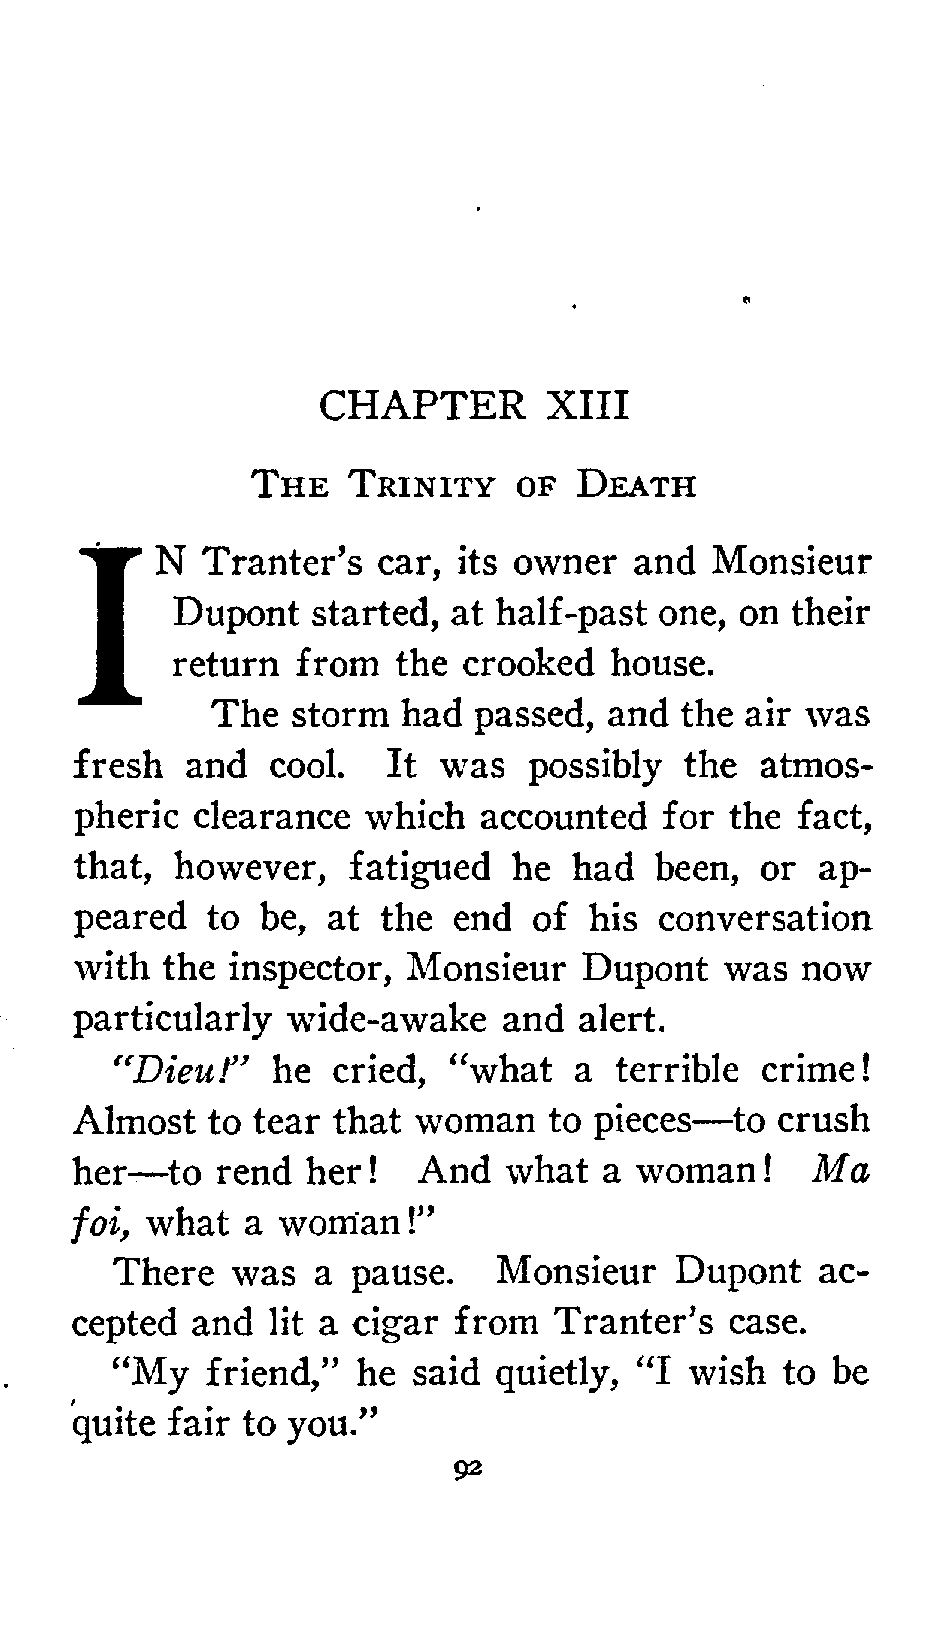 CHAPTER XIII
THE TRINITY OF DEATH
IN Tranter's car, its owner and Monsieur
Dupont started, at half-past one, on their
return from the crooked house.
The storm had passed, and the air was
fresh and cool. It was possibly the atmos-
pheric clearance which accounted for the fact,
that, however, fatigued he had been, or ap-
peared to be, at the end of his conversation
with the inspector, Monsieur Dupont was now
particularly wide-awake and alert.
"Dieu!" he cried, "what a terrible crime!
Almost to tear that woman to pieces—to crush
her—to rend her! And what a woman! Ma
foi, what a woman!"
There was a pause. Monsieur Dupont ac-
cepted and lit a cigar from Tranter's case.
"My friend," he said quietly, "I wish to be
quite fair to you."
92